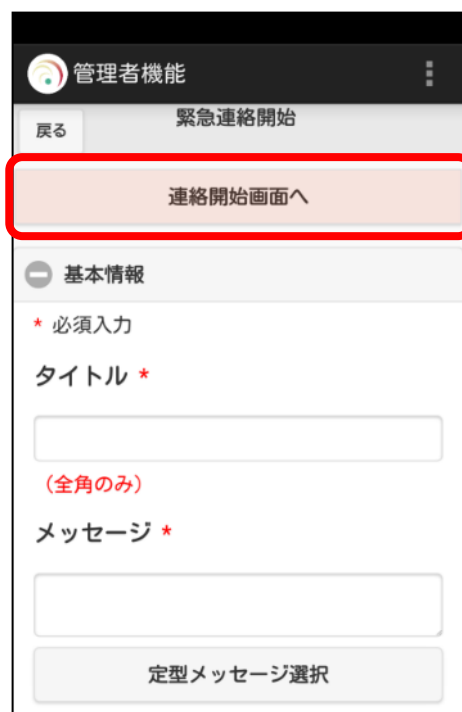 管理者機能
緊急連絡開始
戻る
連絡開始画面へ
基本情報
* 必須入力
タイトル *
（全角のみ）
メッセージ *
定型メッセージ選択